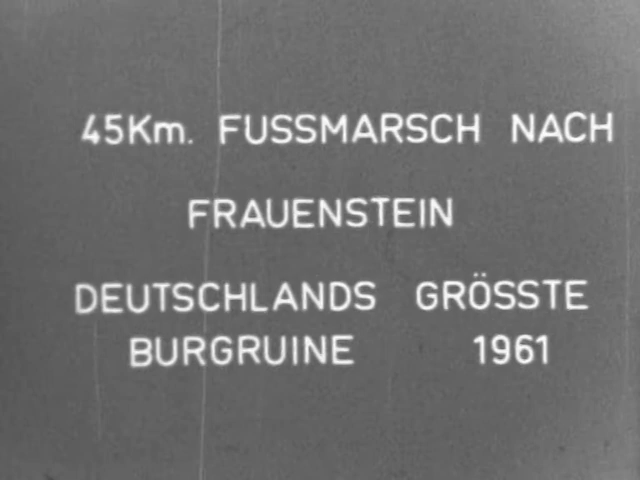 45Km. FUSSMARSCH NACH
FRAUENSTEIN
DEUTSCHLANDS GRÖSSTE
BURGRUINE 1961